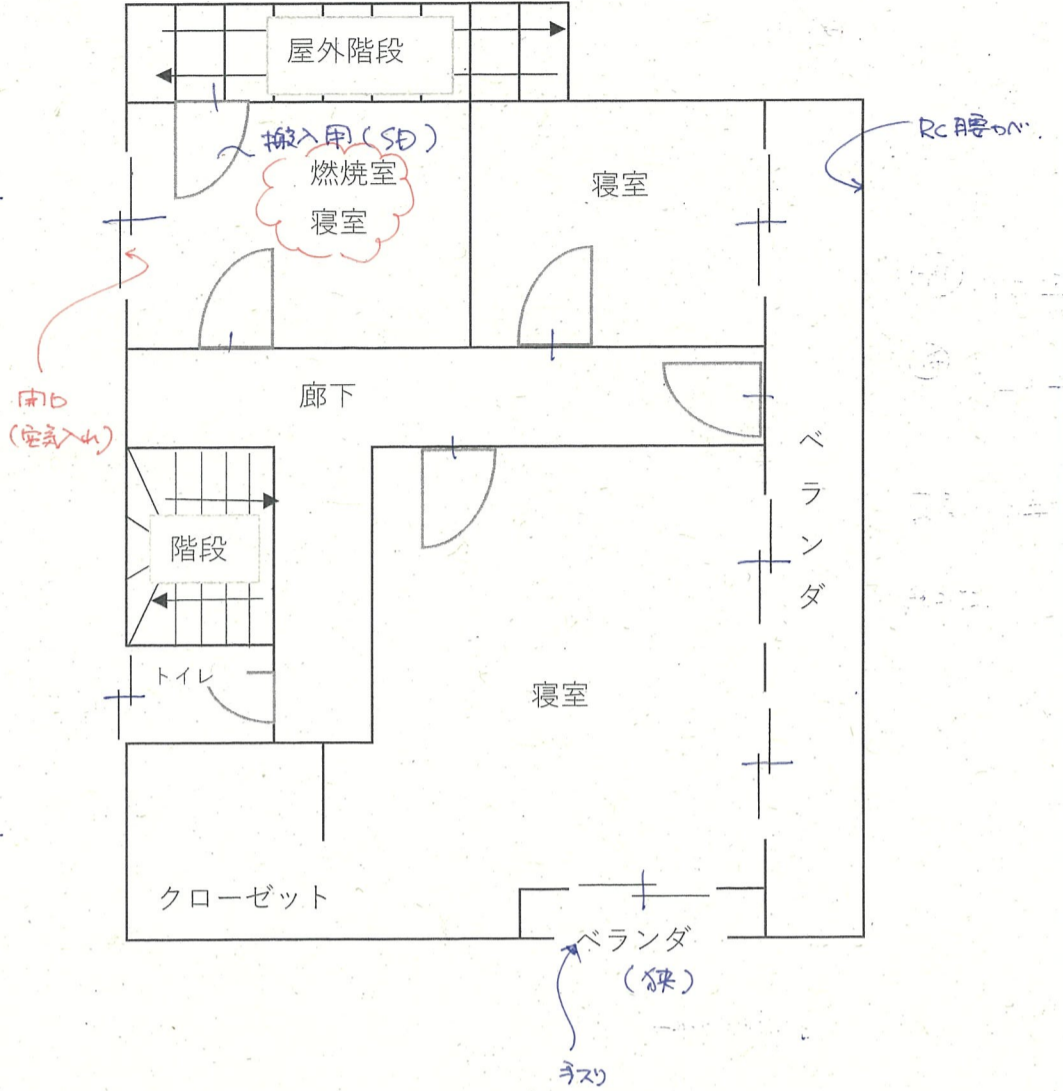 屋外階段
搬入用(SD)
RC腰カベ
燃焼室
寝室
寝室
開口
(空気入れ)
廊下
ベランダ
階段
トイレ
寝室
クローゼット
ベランダ
(狭)
手スリ